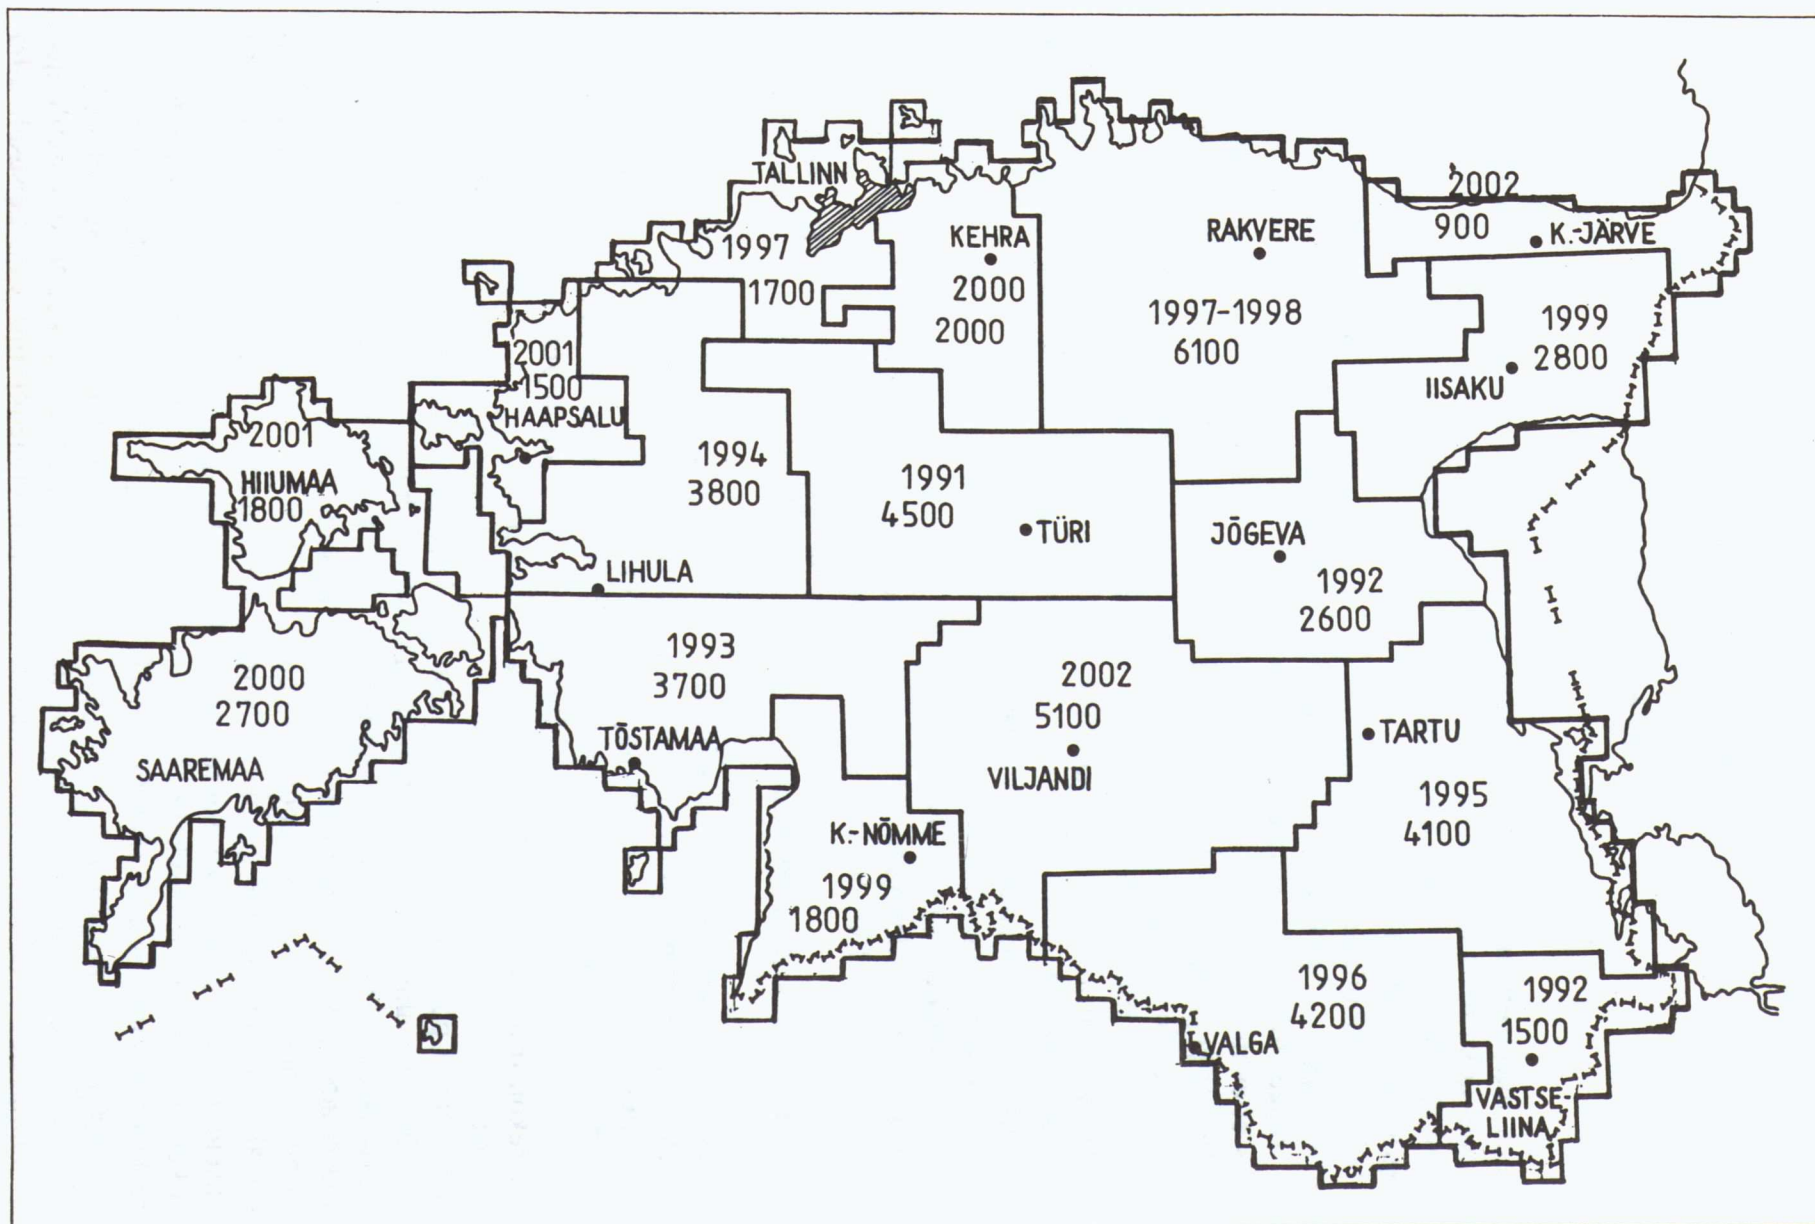 TALLINN
1997
1700
KEHRA
2000
2000
RAKVERE
1997-1998
6100
2002
900
K.-JÄRVE
1999
2800
IISAKU
2001
1500
HAAPSALU
2001
HIIUMAA
1800
1994
3800
LIHULA
1991
4500
TÜRI
JÕGEVA
1992
2600
2000
2700
SAAREMAA
1993
3700
TÕSTAMAA
2002
5100
VILJANDI
TARTU
1995
4100
K.-NÕMME
1999
1800
1996
4200
VALGA
1992
1500
VASTSE-
LIINA